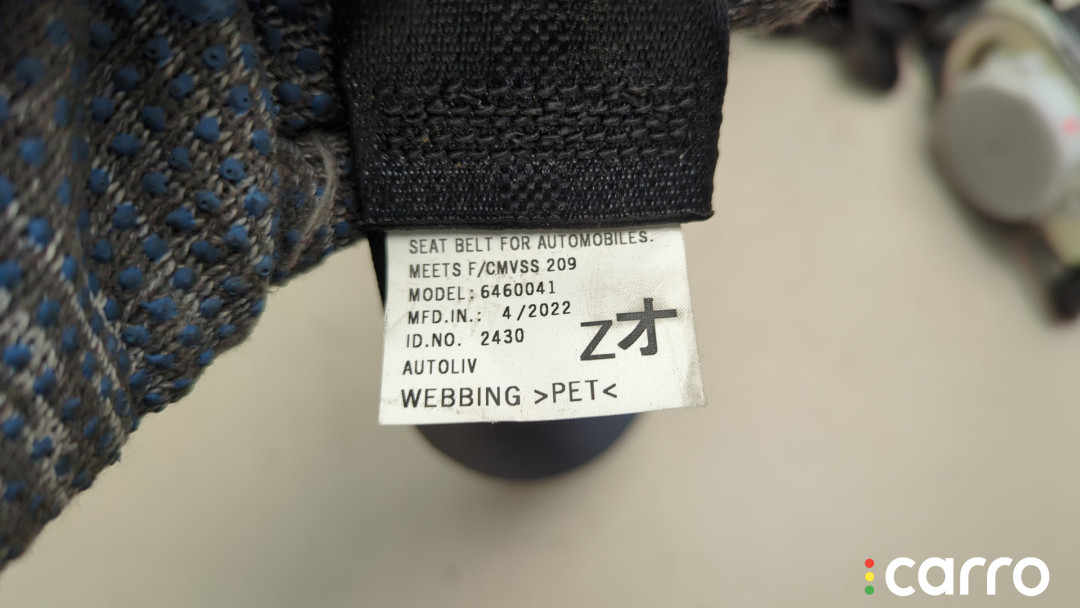 SEAT BELT FOR AUTOMOBILES.
MEETS F/CMVSS 209
MODEL: 6460041
MFD.IN.: 4/2022
ID.NO. 2430
Zオ
AUTOLIV
WEBBING >PET<
carro